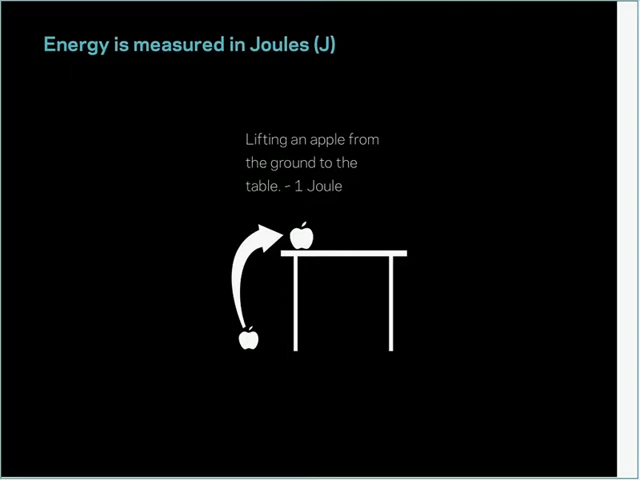 Energy is measured in Joules (J)
Lifting an apple from
the ground to the
table. ~ 1 Joule